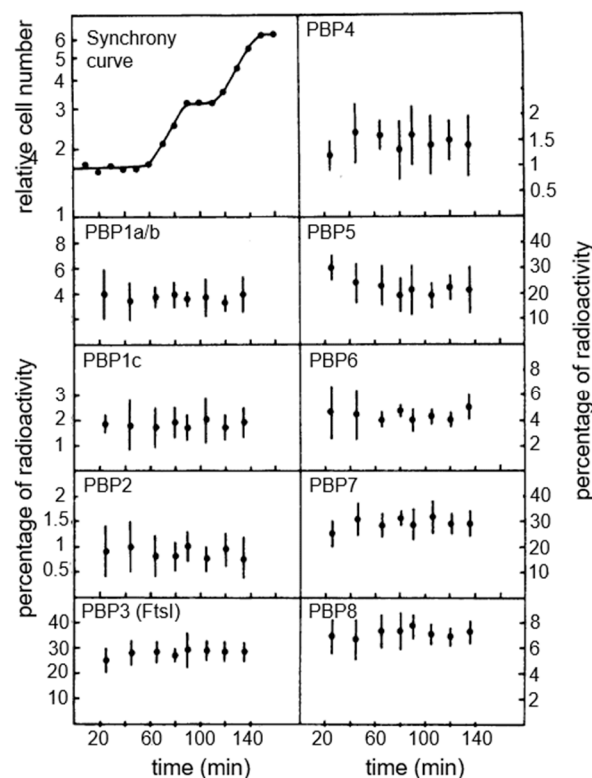 Synchrony
curve
relative cell number
6
5
4
3
2
1
PBP4
2
1.5
1
0.5
PBP1a/b
8
6
4
PBP5
40
30
20
10
PBP1c
3
2
1
PBP6
8
6
4
2
PBP2
2
1.5
1
0.5
PBP7
40
30
20
10
PBP3 (FtsI)
40
30
20
10
PBP8
8
6
4
2
percentage of radioactivity
percentage of radioactivity
20 60 100 140
20 60 100 140
time (min)
time (min)